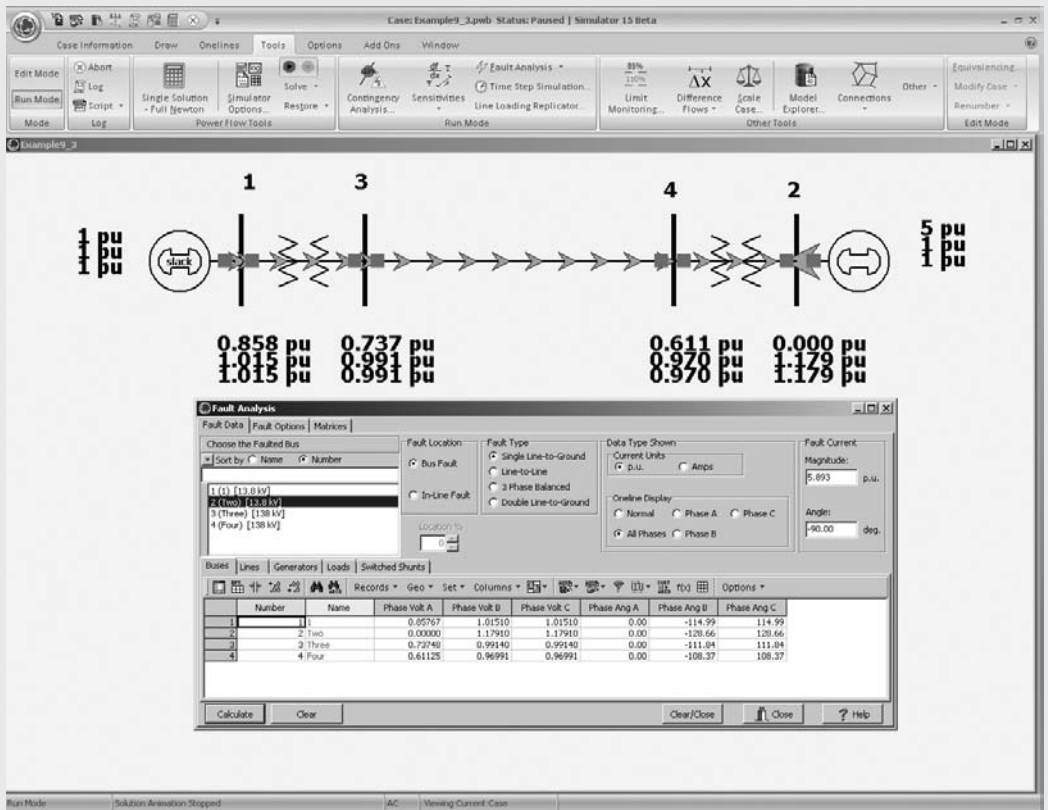 Case: Example9_3.pwb Status: Paused | Simulator 15 Beta
Case Information Draw Onelines Tools Options Add Ons Window
Edit Mode
Run Mode
Mode
Abort
Log
Script
Log
Single Solution
- Full Newton
Simulator
Options...
Solve
Restore
Power Flow Tools
Contingency
Analysis...
Sensitivities
Fault Analysis
Time Step Simulation...
Line Loading Replicator...
Run Mode
Limit
Monitoring...
Difference
Flows
Scale
Case...
Model
Explorer...
Connections
Other
Other Tools
Equivalencing...
Modify Case
Renumber
Edit Mode
Example9_3
1 3 4 2
1 pu
1 pu
1 pu
slack
5 pu
1 pu
1 pu
0.858 pu 0.737 pu 0.611 pu 0.000 pu
1.015 pu 0.991 pu 0.970 pu 1.179 pu
1.015 pu 0.991 pu 0.970 pu 1.179 pu
Fault Analysis
Fault Data Fault Options Matrices
Choose the Faulted Bus
Sort by Name Number
1 (1) [13.8 kV]
2 (Two) [13.8 kV]
3 (Three) [138 kV]
4 (Four) [138 kV]
Fault Location
Bus Fault
In-Line Fault
Location %
0
Fault Type
Single Line-to-Ground
Line-to-Line
3 Phase Balanced
Double Line-to-Ground
Data Type Shown
Current Units
p.u. Amps
Oneline Display
Normal Phase A Phase C
All Phases Phase B
Fault Current
Magnitude:
5.893 p.u.
Angle:
-90.00 deg.
Buses Lines Generators Loads Switched Shunts
Records Geo Set Columns f(x) Options
Number Name Phase Volt A Phase Volt B Phase Volt C Phase Ang A Phase Ang B Phase Ang C
1 1 1 0.85767 1.01510 1.01510 0.00 -114.99 114.99
2 2 Two 0.00000 1.17910 1.17910 0.00 -128.66 128.66
3 3 Three 0.73740 0.99140 0.99140 0.00 -111.84 111.84
4 4 Four 0.61125 0.96991 0.96991 0.00 -108.37 108.37
Calculate Clear Clear/Close Close ? Help
Run Mode Solution Animation Stopped AC Viewing Current Case